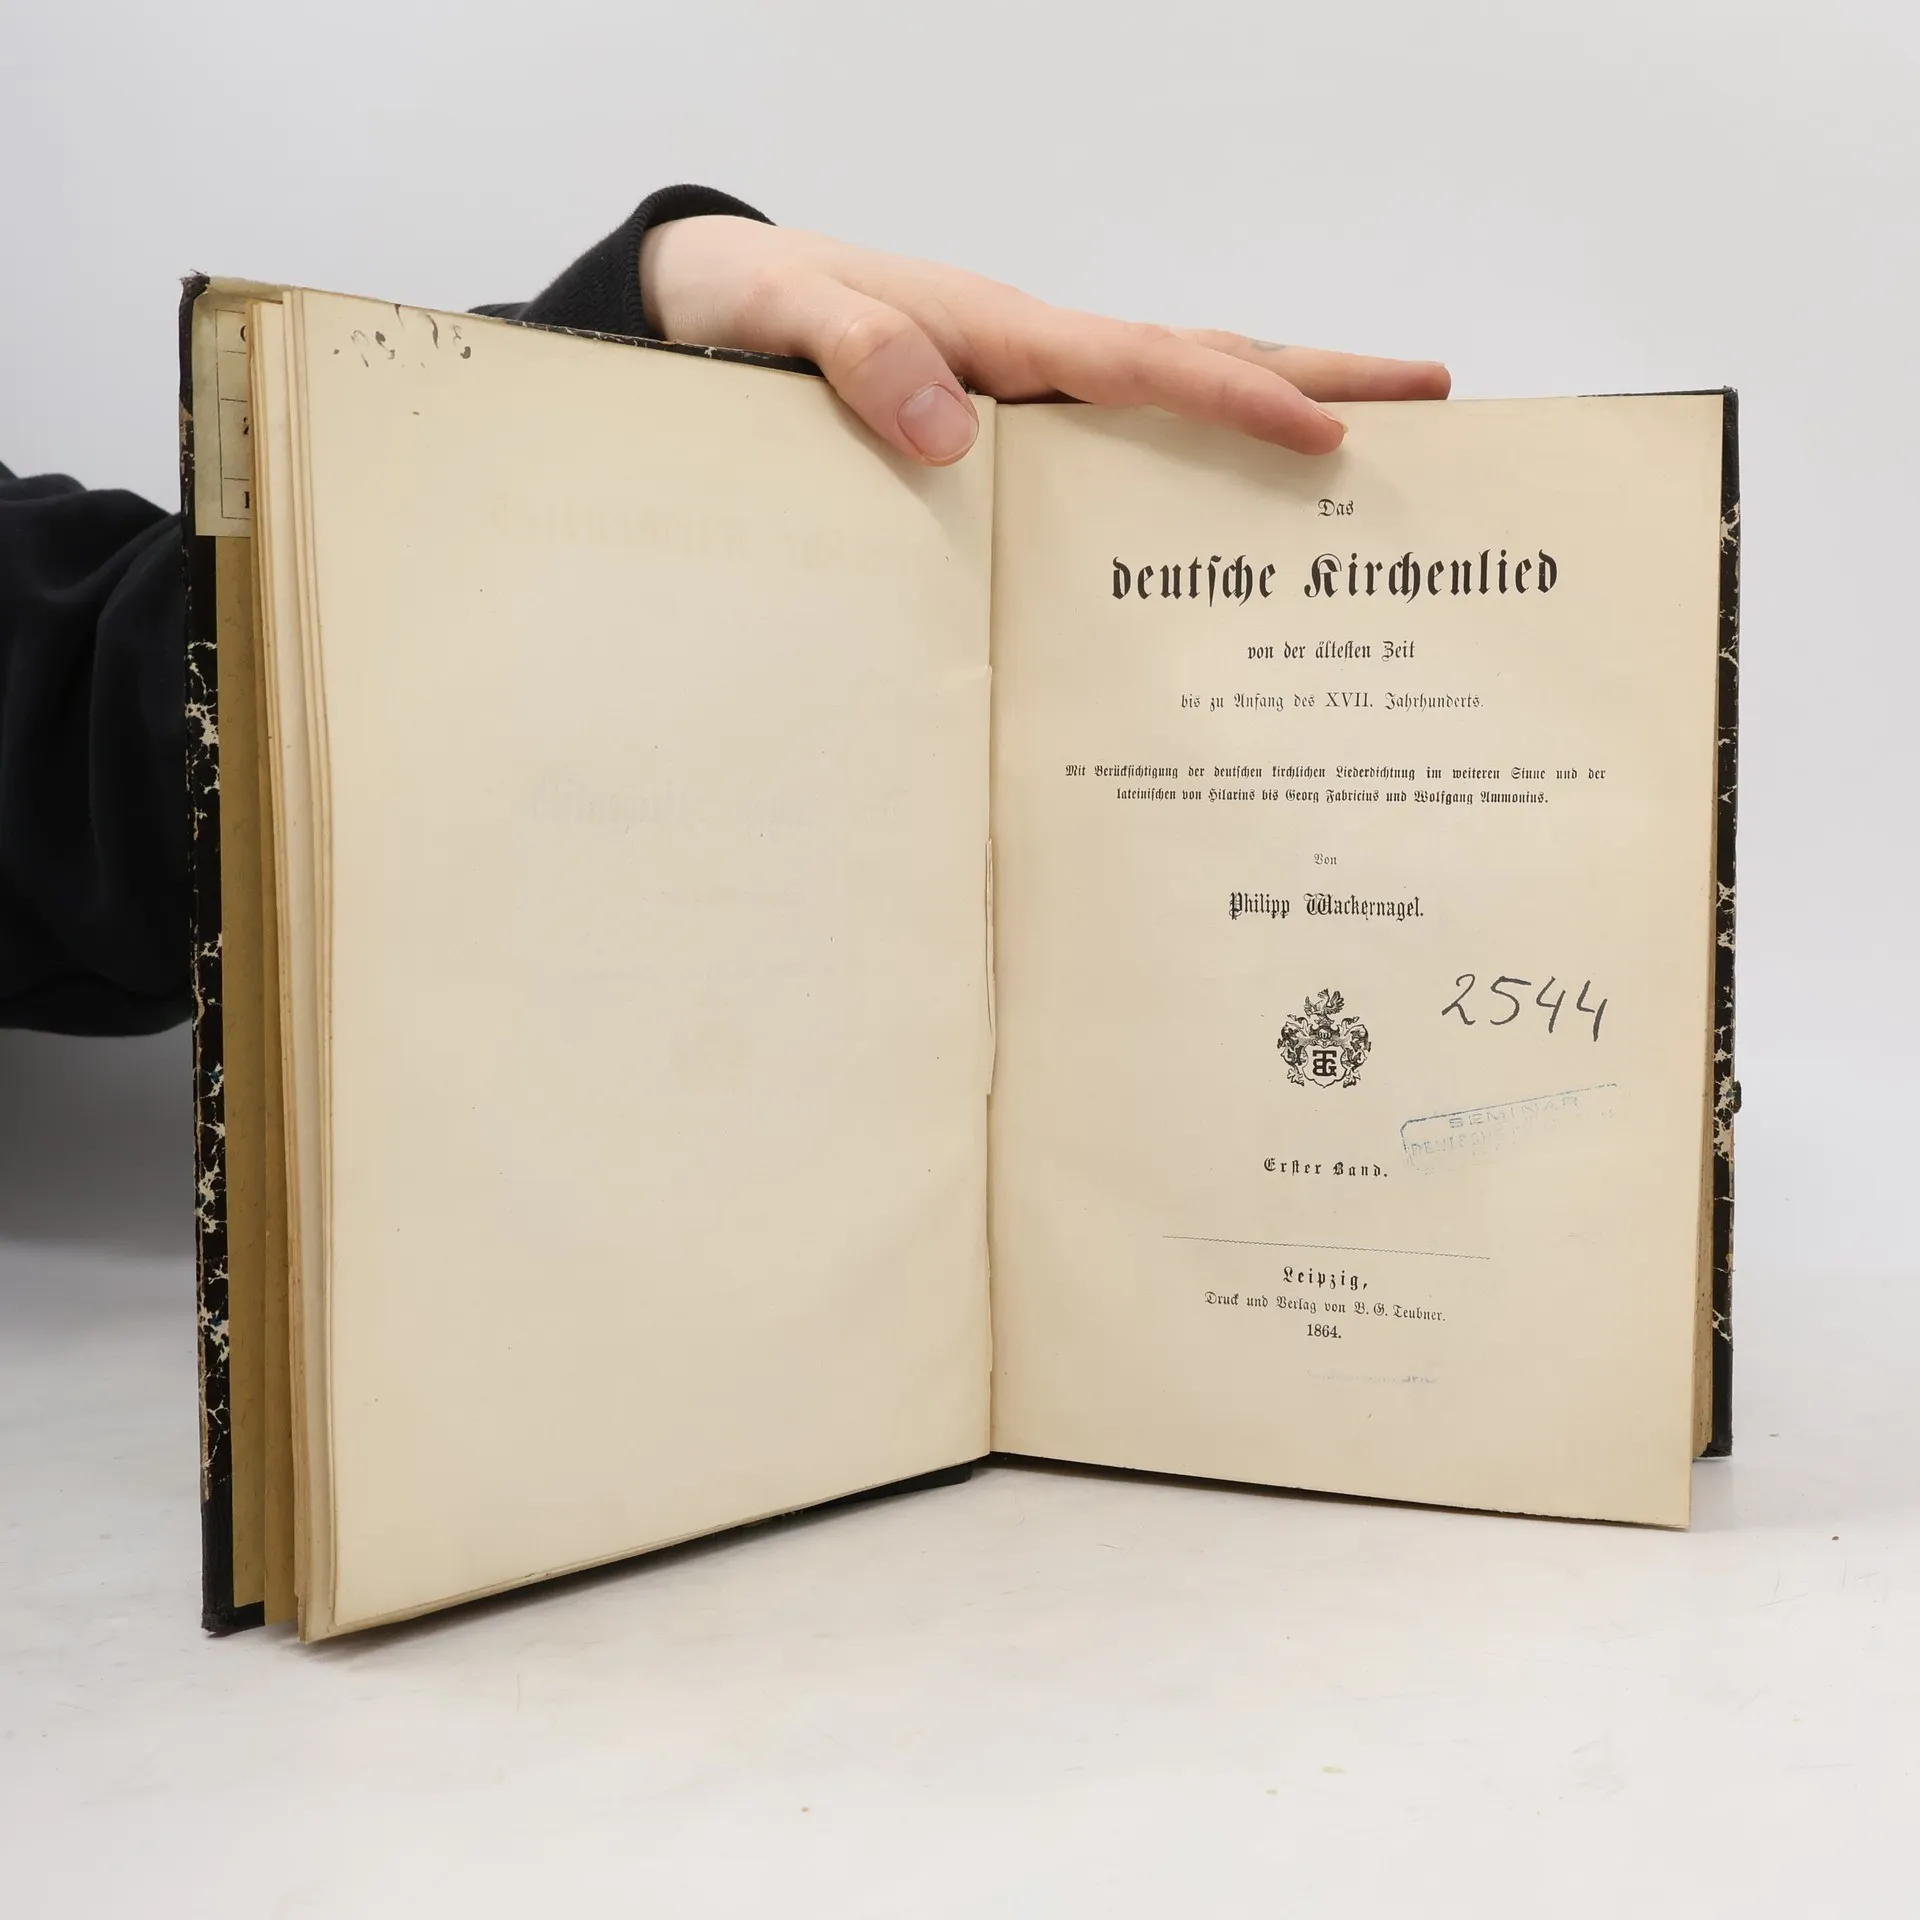 Das
deutſche Kirchenlied
von der älteſten Zeit
bis zu Anfang des XVII. Jahrhunderts.
Mit Berückſichtigung der deutſchen kirchlichen Liederdichtung im weiteren Sinne und der
lateiniſchen von Hilarius bis Georg Fabricius und Wolfgang Ammonius.
Von
Philipp Wackernagel.
2544
BTG
SEMINAR
Erſter Band.
Leipzig,
Druck und Verlag von B. G. Teubner.
1864.